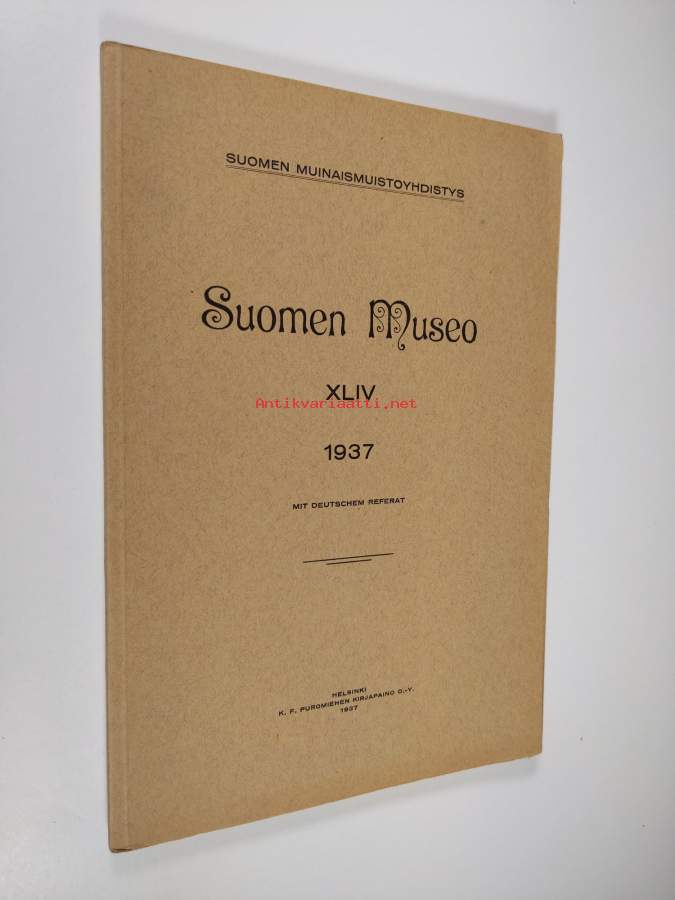 SUOMEN MUINAISMUISTOYHDISTYS
Suomen Museo
XLIV
Antikvariaatti.net
1937
MIT DEUTSCHEM REFERAT
HELSINKI
K. F. PUROMIEHEN KIRJAPAINO O.-Y.
1937